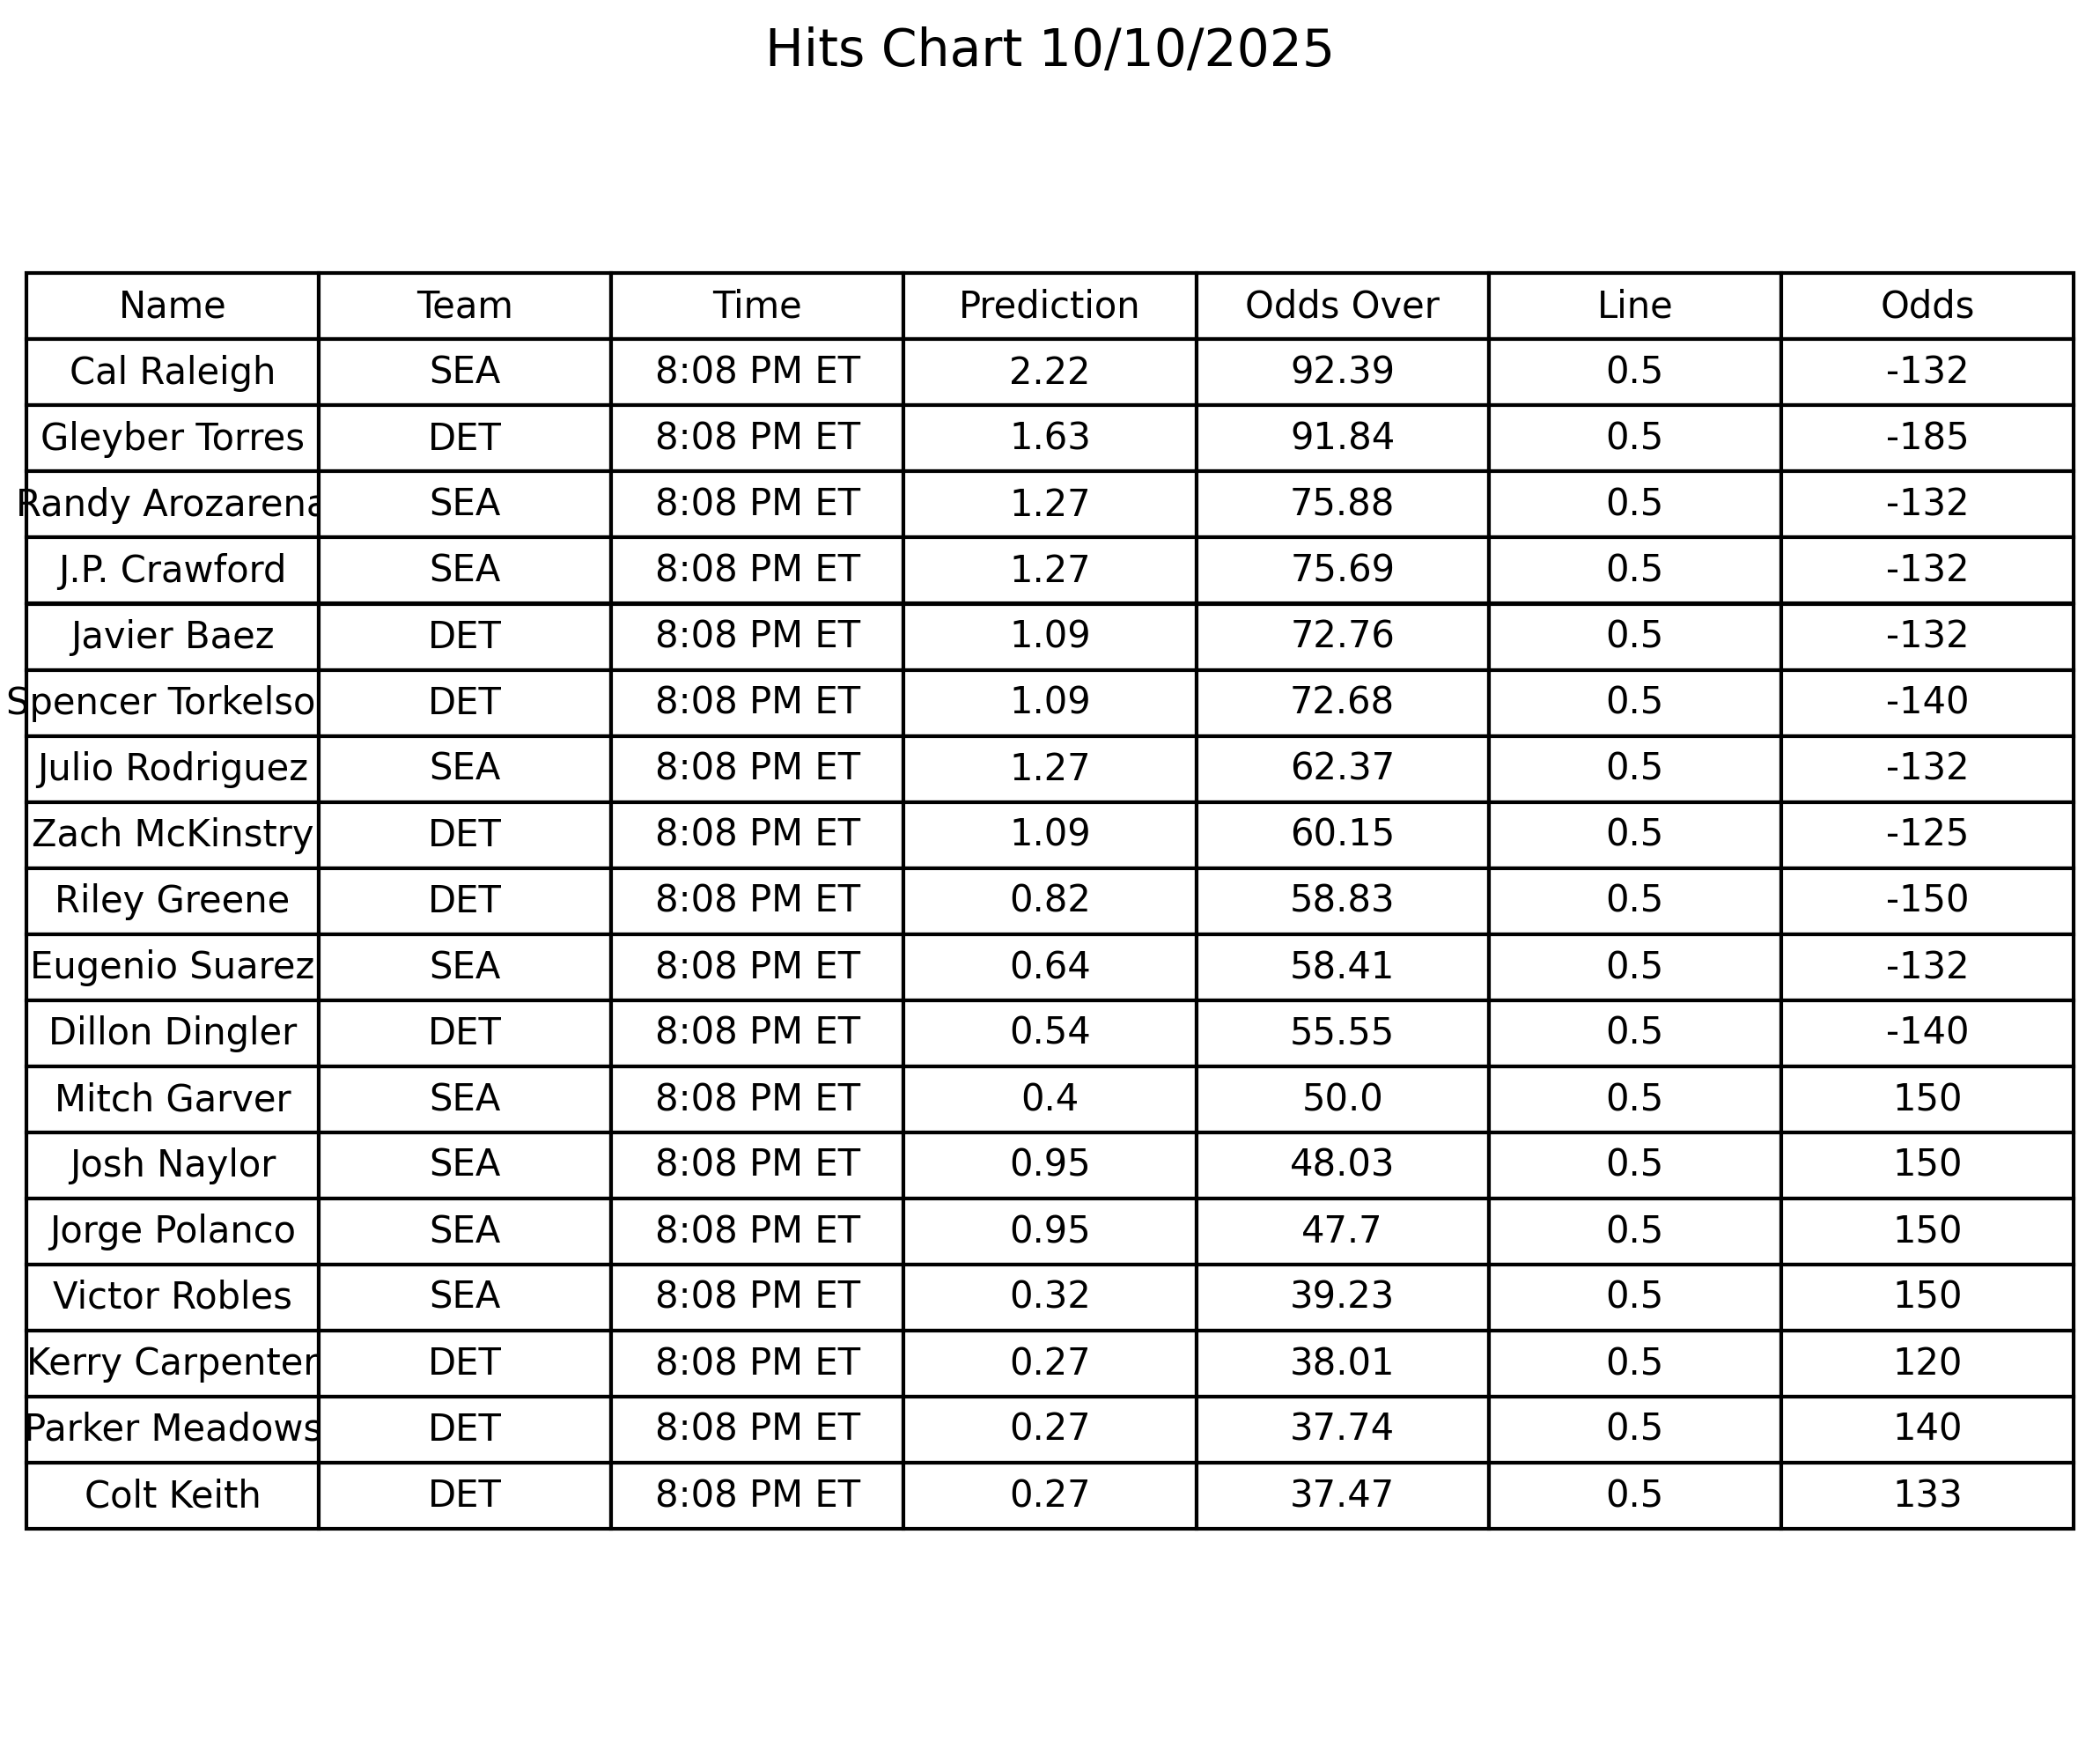 Hits Chart 10/10/2025
Name Team Time Prediction Odds Over Line Odds
Cal Raleigh SEA 8:08 PM ET 2.22 92.39 0.5 -132
Gleyber Torres DET 8:08 PM ET 1.63 91.84 0.5 -185
Randy Arozarena SEA 8:08 PM ET 1.27 75.88 0.5 -132
J.P. Crawford SEA 8:08 PM ET 1.27 75.69 0.5 -132
Javier Baez DET 8:08 PM ET 1.09 72.76 0.5 -132
Spencer Torkelso DET 8:08 PM ET 1.09 72.68 0.5 -140
Julio Rodriguez SEA 8:08 PM ET 1.27 62.37 0.5 -132
Zach McKinstry DET 8:08 PM ET 1.09 60.15 0.5 -125
Riley Greene DET 8:08 PM ET 0.82 58.83 0.5 -150
Eugenio Suarez SEA 8:08 PM ET 0.64 58.41 0.5 -132
Dillon Dingler DET 8:08 PM ET 0.54 55.55 0.5 -140
Mitch Garver SEA 8:08 PM ET 0.4 50.0 0.5 150
Josh Naylor SEA 8:08 PM ET 0.95 48.03 0.5 150
Jorge Polanco SEA 8:08 PM ET 0.95 47.7 0.5 150
Victor Robles SEA 8:08 PM ET 0.32 39.23 0.5 150
Kerry Carpenter DET 8:08 PM ET 0.27 38.01 0.5 120
Parker Meadows DET 8:08 PM ET 0.27 37.74 0.5 140
Colt Keith DET 8:08 PM ET 0.27 37.47 0.5 133